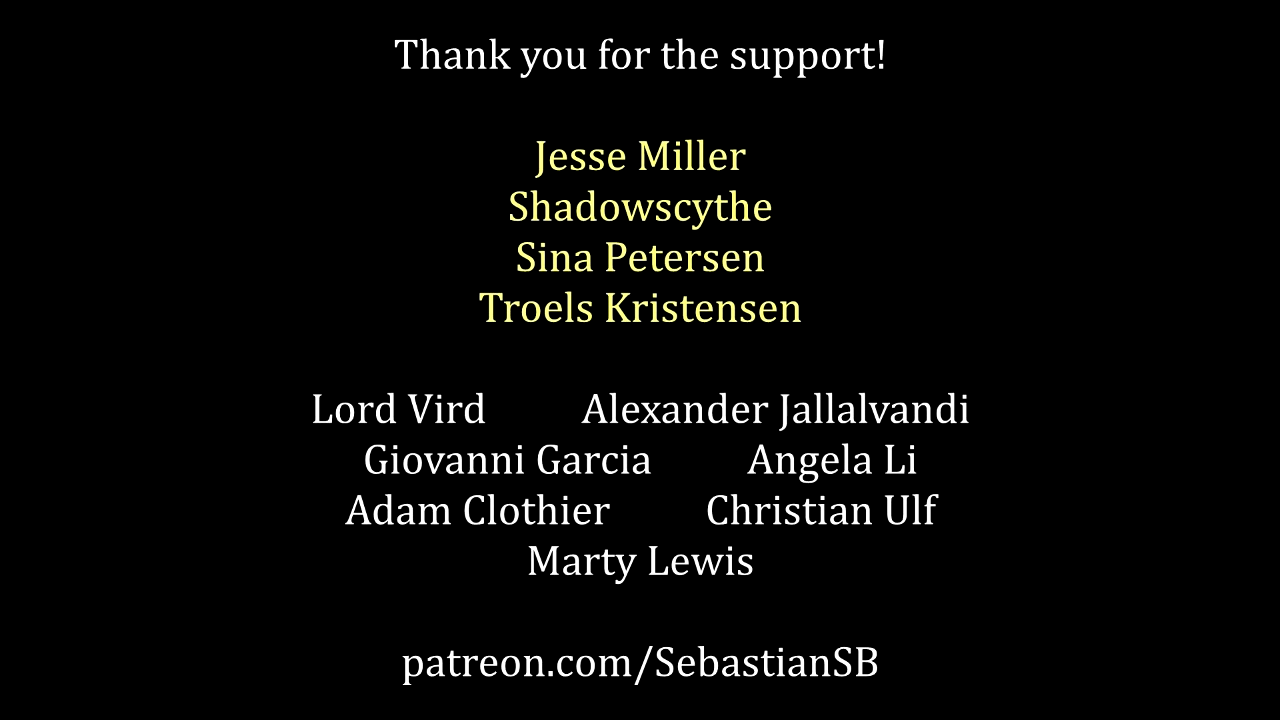 Thank you for the support!
Jesse Miller
Shadowscythe
Sina Petersen
Troels Kristensen
Lord Vird Alexander Jallalvandi
Giovanni Garcia Angela Li
Adam Clothier Christian Ulf
Marty Lewis
patreon.com/SebastianSB